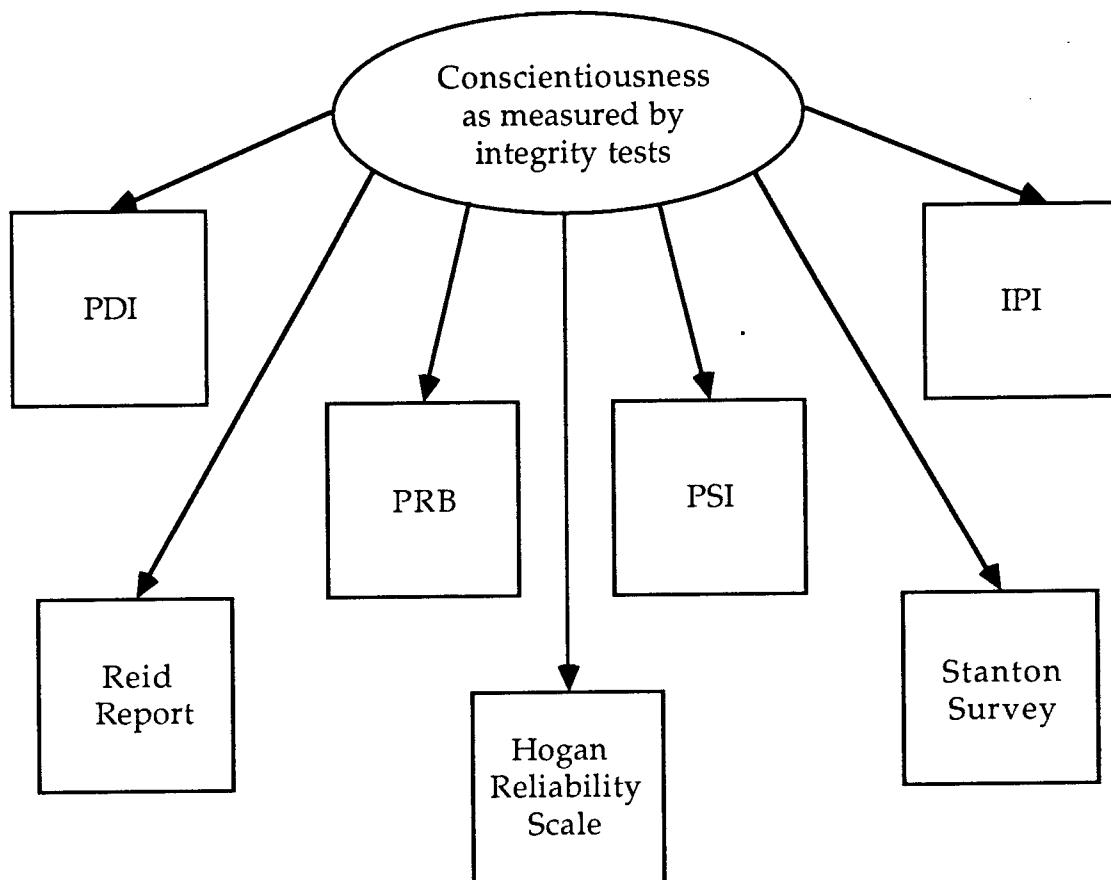 Conscientiousness
as measured by
integrity tests
PDI
IPI
PRB
PSI
Reid
Report
Stanton
Survey
Hogan
Reliability
Scale